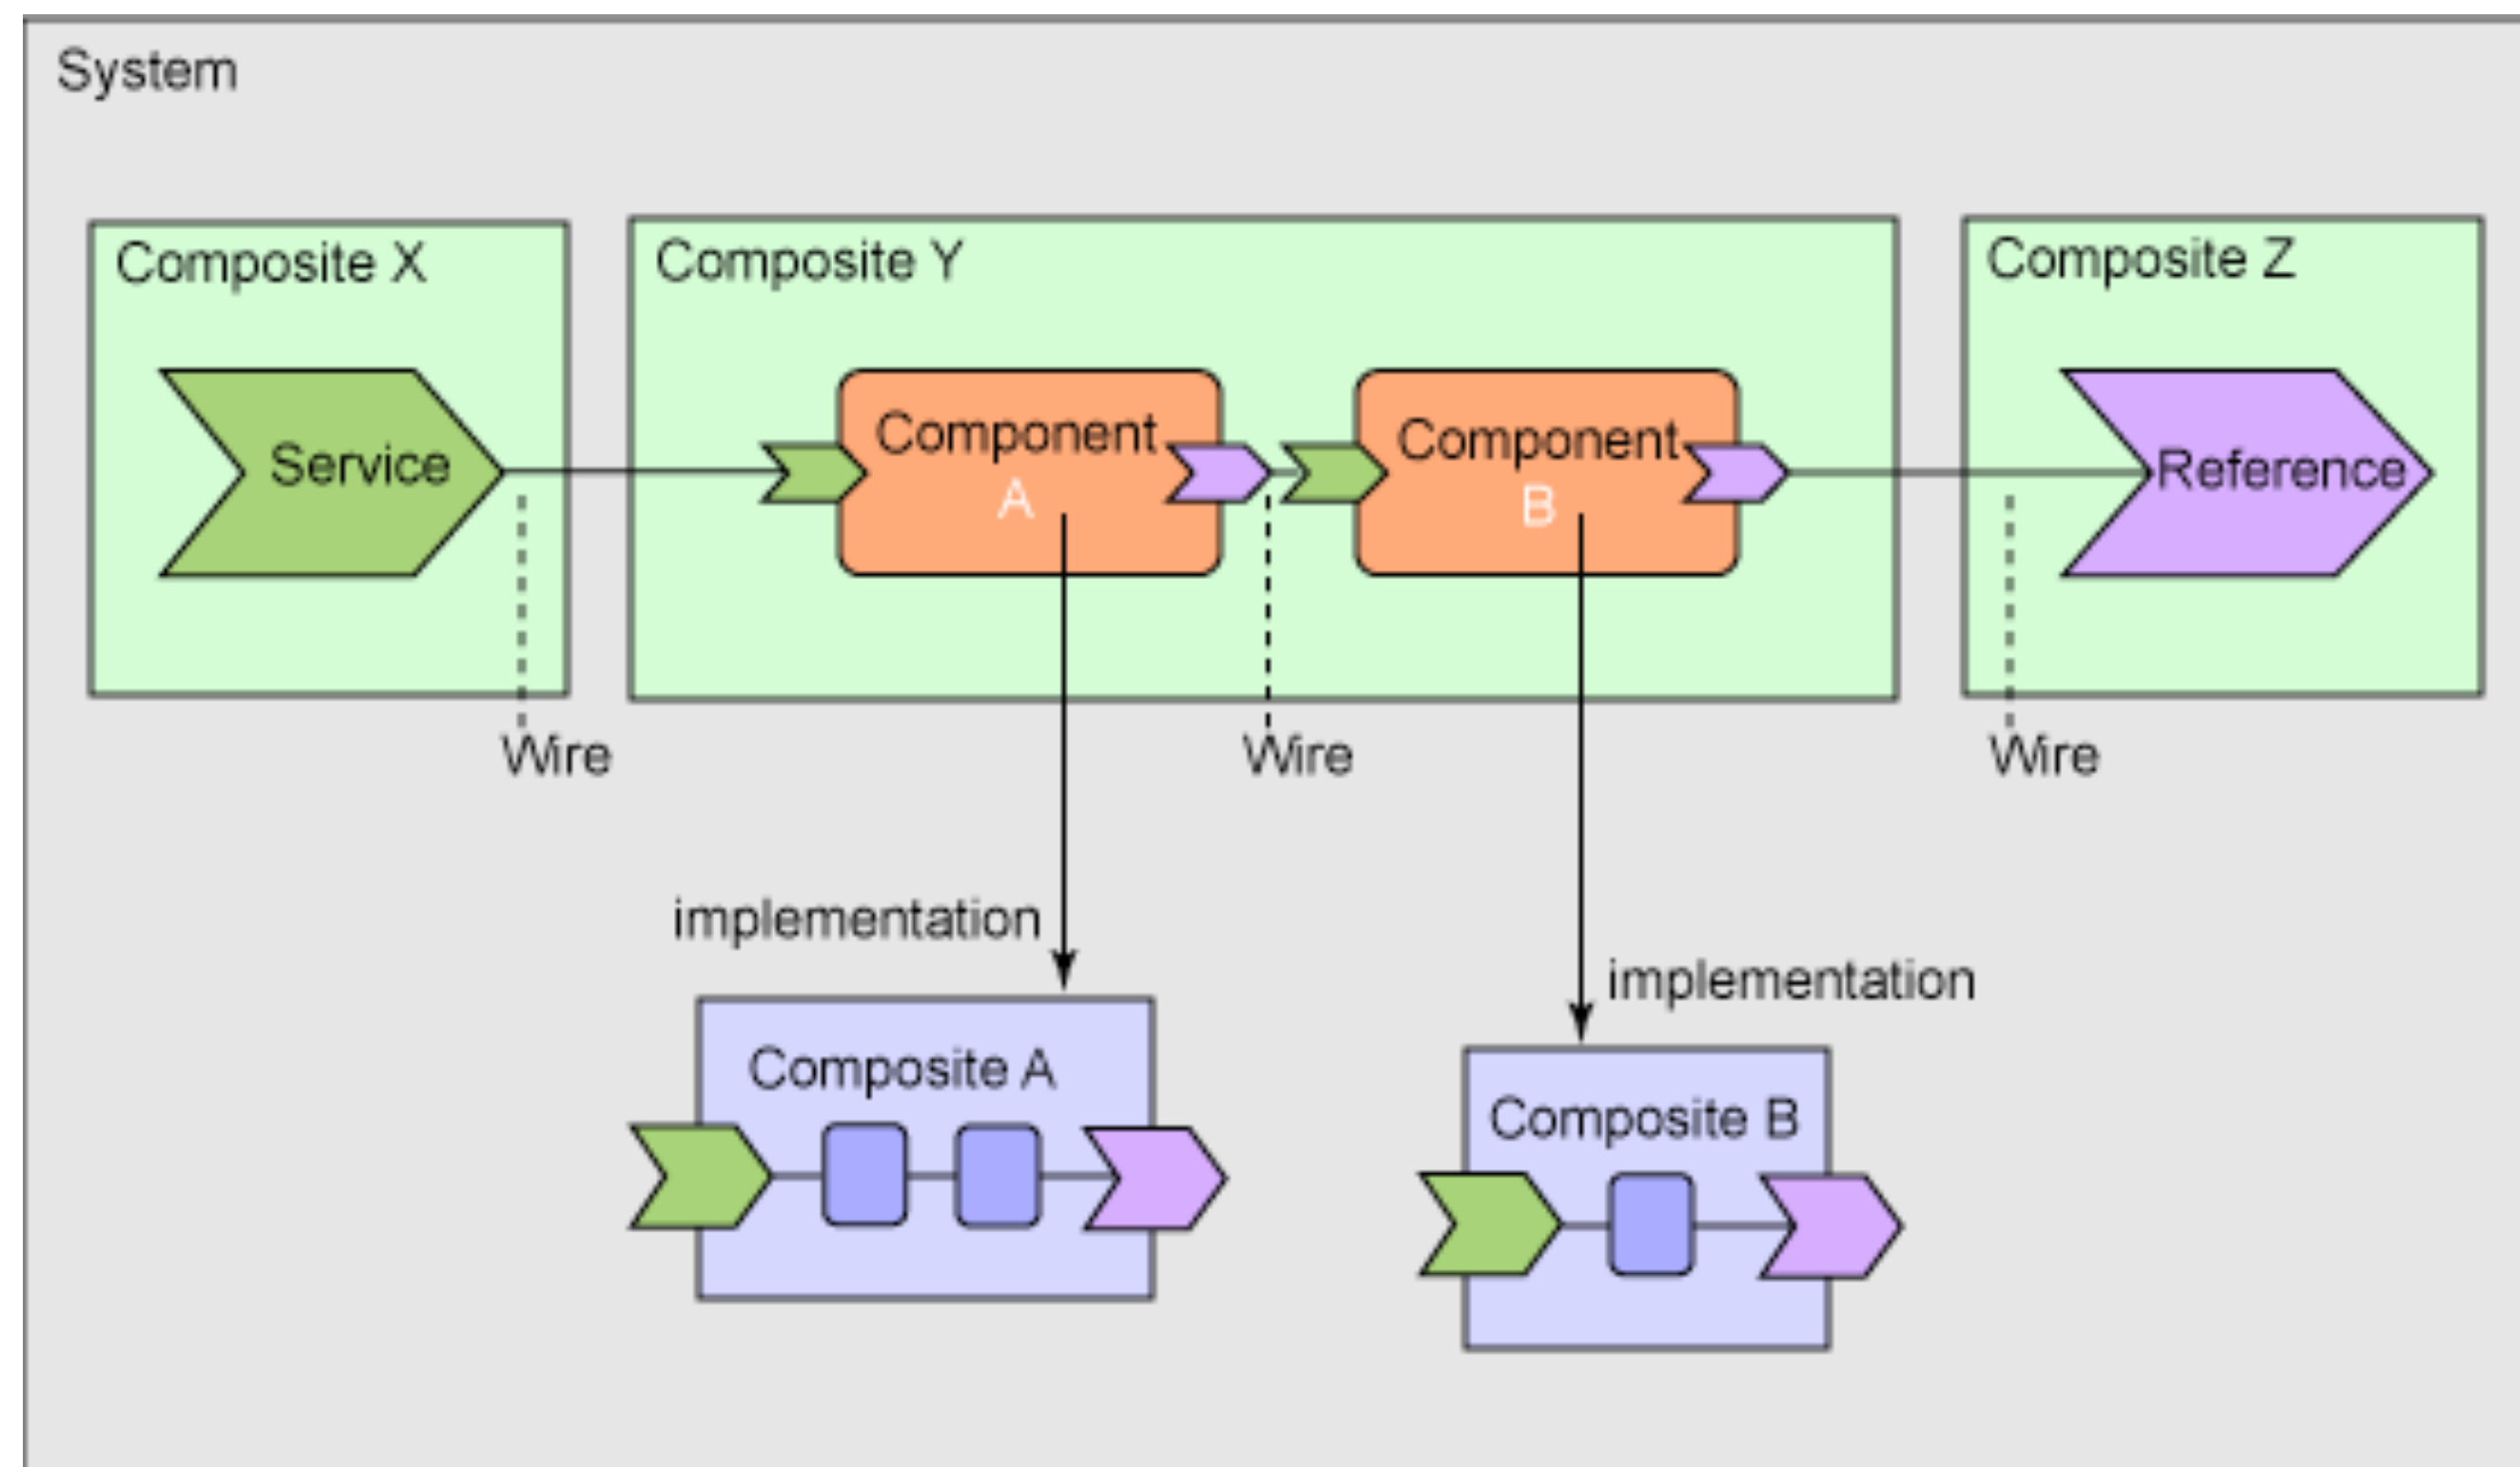 System
Composite X
Composite Y
Composite Z
Service
Component
A
Component
B
Reference
Wire
Wire
Wire
implementation
implementation
Composite A
Composite B